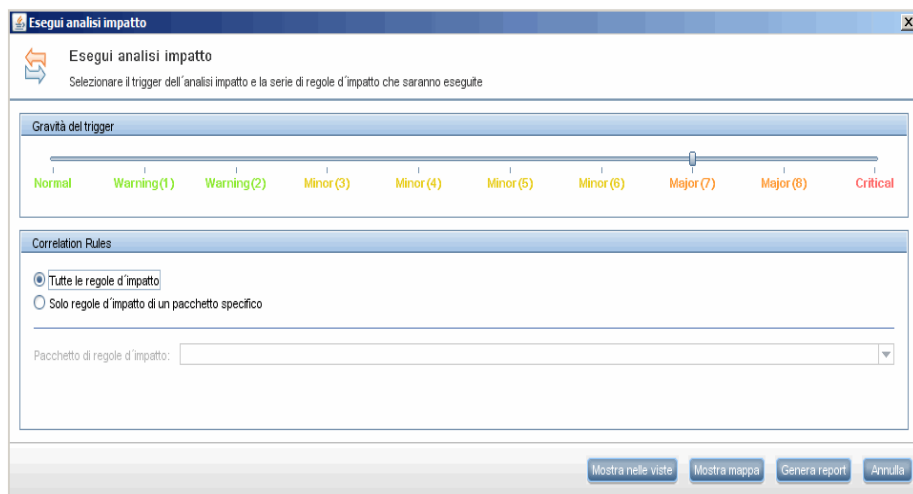 Esegui analisi impatto
Esegui analisi impatto
Selezionare il trigger dell´analisi impatto e la serie di regole d´impatto che saranno eseguite
Gravità del trigger
Normal Warning(1) Warning(2) Minor(3) Minor(4) Minor(5) Minor(6) Major(7) Major(8) Critical
Correlation Rules
Tutte le regole d´impatto
Solo regole d´impatto di un pacchetto specifico
Pacchetto di regole d´impatto:
Mostra nelle viste Mostra mappa Genera report Annulla